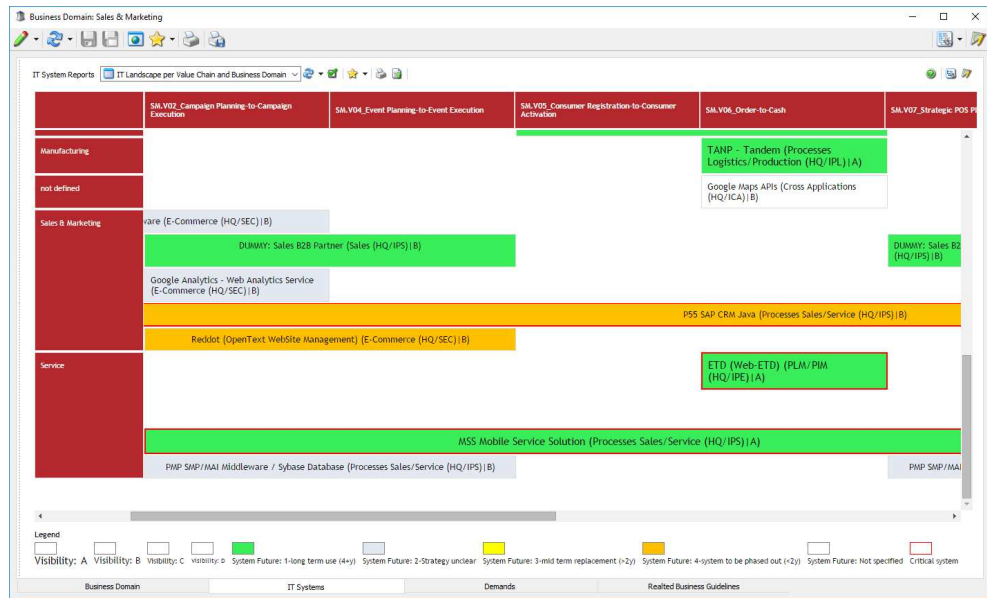 Business Domain: Sales & Marketing
IT System Reports
IT Landscape per Value Chain and Business Domain
SM.V02_Campaign Planning-to-Campaign
Execution
SM.V04_Event Planning-to-Event Execution
SM.V05_Consumer Registration-to-Consumer
Activation
SM.V06_Order-to-Cash
SM.V07_Strategic POS Pl
Manufacturing
TANP - Tandem (Processes
Logistics/Production (HQ/IPL)|A)
not defined
Google Maps APIs (Cross Applications
(HQ/ICA)|B)
Sales & Marketing
vare (E-Commerce (HQ/SEC)|B)
DUMMY: Sales B2B Partner (Sales (HQ/IPS)|B)
DUMMY: Sales B2
(HQ/IPS)|B)
Google Analytics - Web Analytics Service
(E-Commerce (HQ/SEC)|B)
P55 SAP CRM Java (Processes Sales/Service (HQ/IPS)|B)
Reddot (OpenText WebSite Management) (E-Commerce (HQ/SEC)|B)
Service
ETD (Web-ETD) (PLM/PIM
(HQ/IPE)|A)
MSS Mobile Service Solution (Processes Sales/Service (HQ/IPS)|A)
PMP SMP/MAI Middleware / Sybase Database (Processes Sales/Service (HQ/IPS)|B)
PMP SMP/MAI
Legend
Visibility: A
Visibility: B
Visibility: C
Visibility: D
System Future: 1-long term use (4+y)
System Future: 2-Strategy unclear
System Future: 3-mid term replacement (>2y)
System Future: 4-system to be phased out (<2y)
System Future: Not specified
Critical system
Business Domain
IT Systems
Demands
Realted Business Guidelines